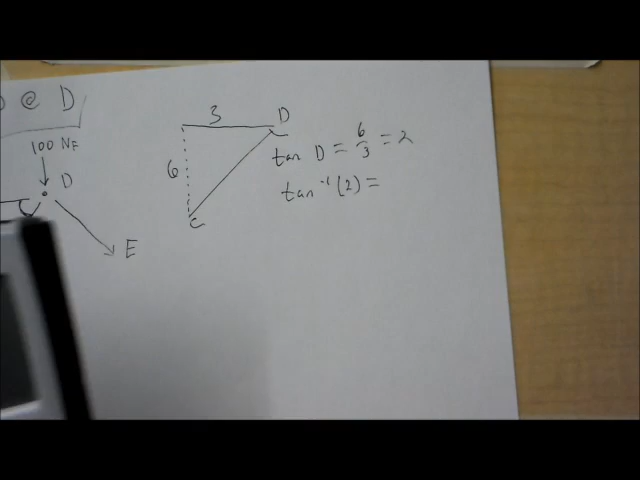 @ D
100 N
D
E
3
D
6
C
tan D = 6/3 = 2
tan⁻¹(2) =